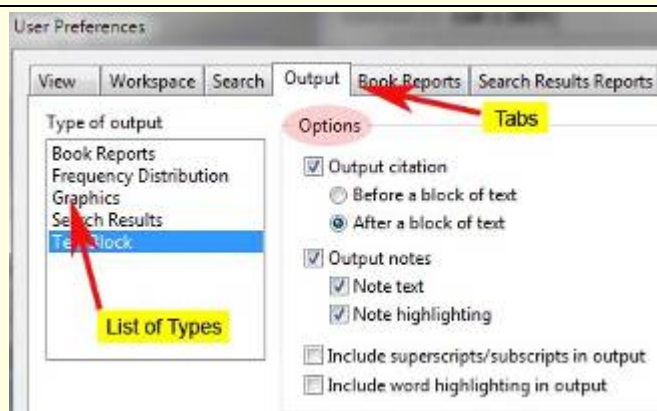 User Preferences
View Workspace Search Output Book Reports Search Results Reports
Type of output
Book Reports
Frequency Distribution
Graphics
Search Results
Text Block
List of Types
Options
Tabs
Output citation
Before a block of text
After a block of text
Output notes
Note text
Note highlighting
Include superscripts/subscripts in output
Include word highlighting in output